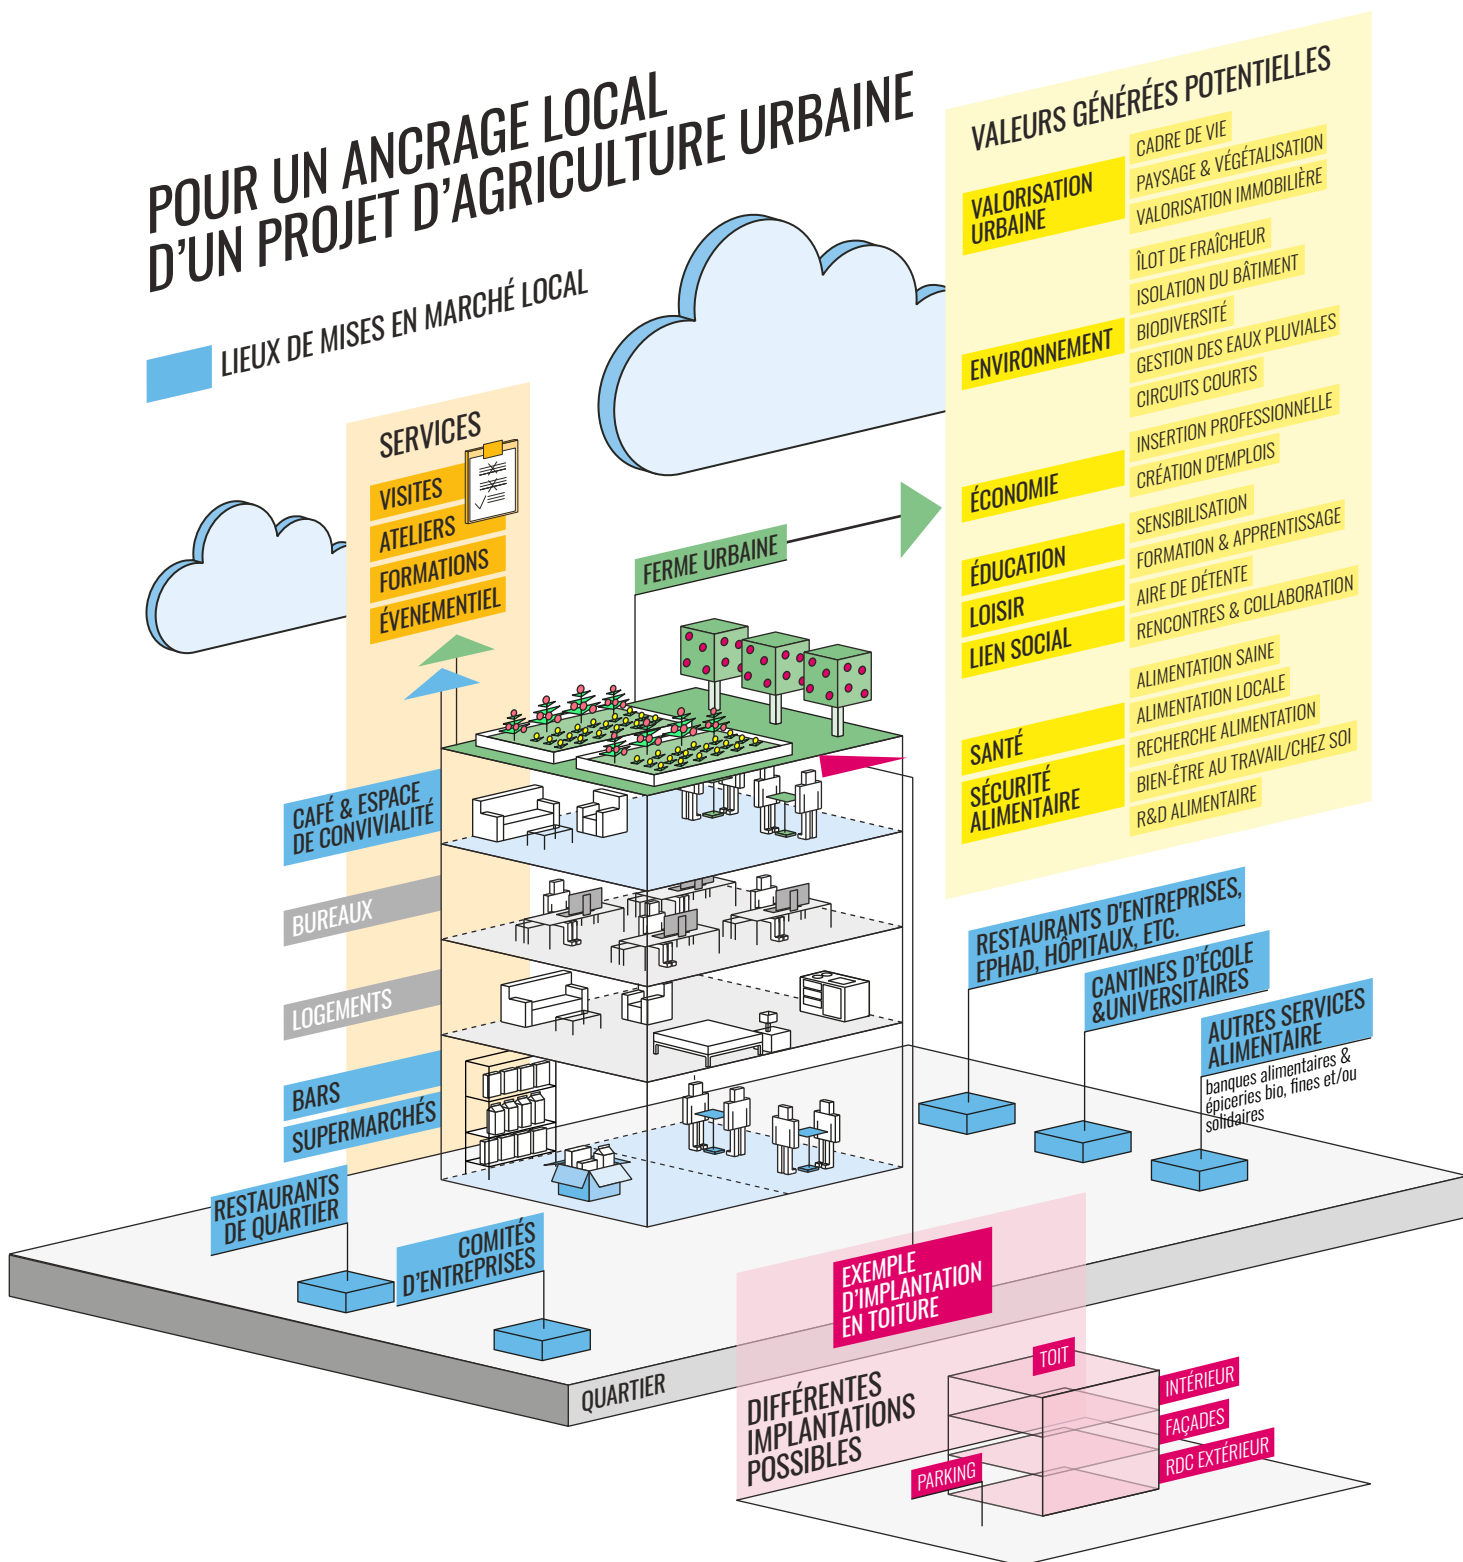 POUR UN ANCRAGE LOCAL
D'UN PROJET D'AGRICULTURE URBAINE
LIEUX DE MISES EN MARCHÉ LOCAL
SERVICES
VISITES
ATELIERS
FORMATIONS
ÉVENEMENTIEL
FERME URBAINE
VALEURS GÉNÉRÉES POTENTIELLES
VALORISATION
URBAINE
CADRE DE VIE
PAYSAGE & VÉGÉTALISATION
VALORISATION IMMOBILIÈRE
ENVIRONNEMENT
ÎLOT DE FRAÎCHEUR
ISOLATION DU BÂTIMENT
BIODIVERSITÉ
GESTION DES EAUX PLUVIALES
CIRCUITS COURTS
ÉCONOMIE
INSERTION PROFESSIONNELLE
CRÉATION D'EMPLOIS
ÉDUCATION
LOISIR
LIEN SOCIAL
SENSIBILISATION
FORMATION & APPRENTISSAGE
AIRE DE DÉTENTE
RENCONTRES & COLLABORATION
SANTÉ
SÉCURITÉ
ALIMENTAIRE
ALIMENTATION SAINE
ALIMENTATION LOCALE
RECHERCHE ALIMENTATION
BIEN-ÊTRE AU TRAVAIL/CHEZ SOI
R&D ALIMENTAIRE
CAFÉ & ESPACE
DE CONVIVIALITÉ
BUREAUX
LOGEMENTS
BARS
SUPERMARCHÉS
RESTAURANTS
DE QUARTIER
COMITÉS
D'ENTREPRISES
RESTAURANTS D'ENTREPRISES,
EPHAD, HÔPITAUX, ETC.
CANTINES D'ÉCOLE
&UNIVERSITAIRES
AUTRES SERVICES
ALIMENTAIRE
banques alimentaires &
épiceries bio, fines et/ou
solidaires
QUARTIER
EXEMPLE
D'IMPLANTATION
EN TOITURE
DIFFÉRENTES
IMPLANTATIONS
POSSIBLES
TOIT
INTÉRIEUR
FAÇADES
RDC EXTÉRIEUR
PARKING